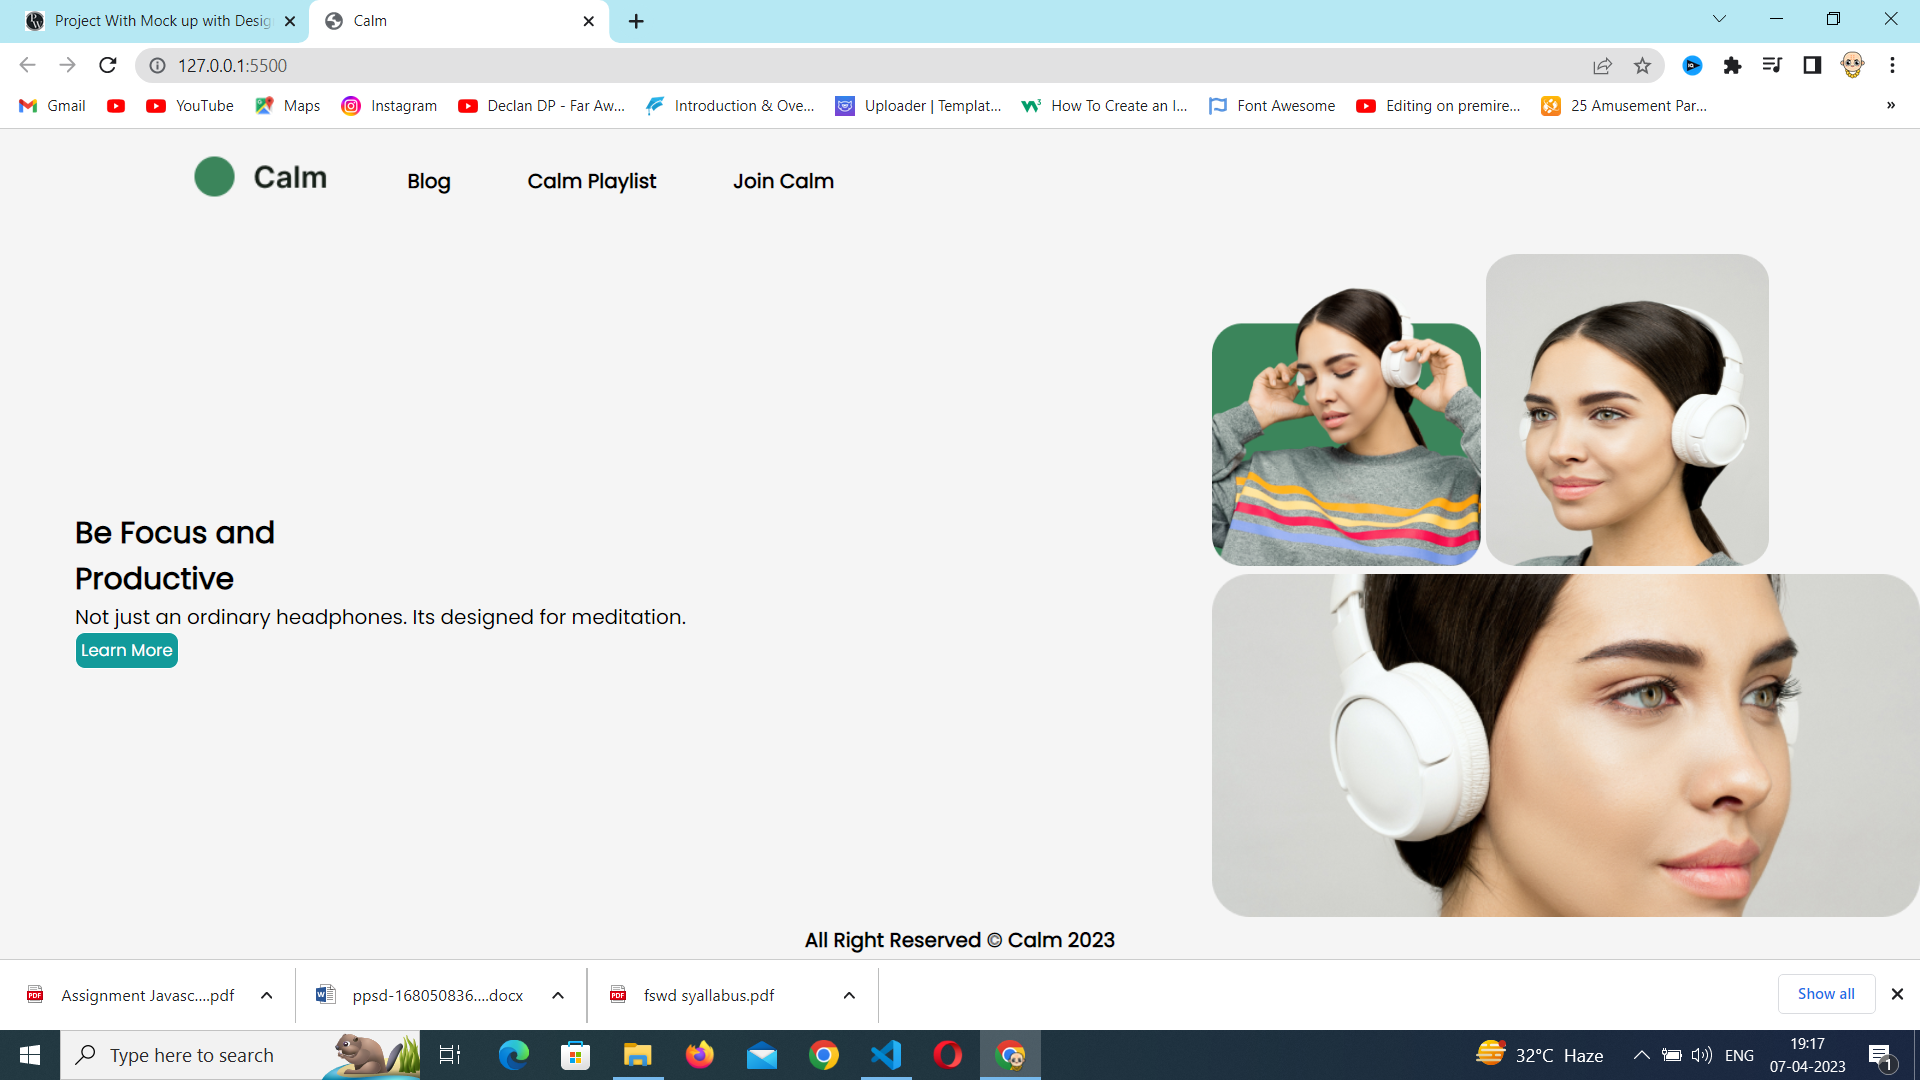 Project With Mock up with Desig
Calm
127.0.0.1:5500
Gmail
YouTube
Maps
Instagram
Declan DP - Far Aw...
Introduction & Ove...
Uploader | Templat...
How To Create an I...
Font Awesome
Editing on premire...
25 Amusement Par...
»
Calm
Blog
Calm Playlist
Join Calm
Be Focus and
Productive
Not just an ordinary headphones. Its designed for meditation.
Learn More
All Right Reserved © Calm 2023
Assignment Javasc....pdf
ppsd-168050836....docx
fswd syallabus.pdf
Show all
Type here to search
32°C Haze
ENG
19:17
07-04-2023
1